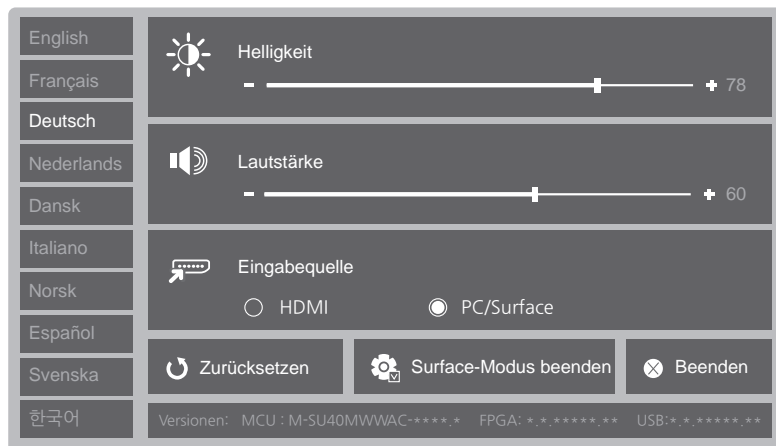 English
Français
Deutsch
Nederlands
Dansk
Italiano
Norsk
Español
Svenska
한국어
Helligkeit
- + 78
Lautstärke
- + 60
Eingabequelle
HDMI PC/Surface
Zurücksetzen Surface-Modus beenden Beenden
Versionen: MCU : M-SU40MWWAC-****.* FPGA: *.*.*****.** USB:*.*.*****.**